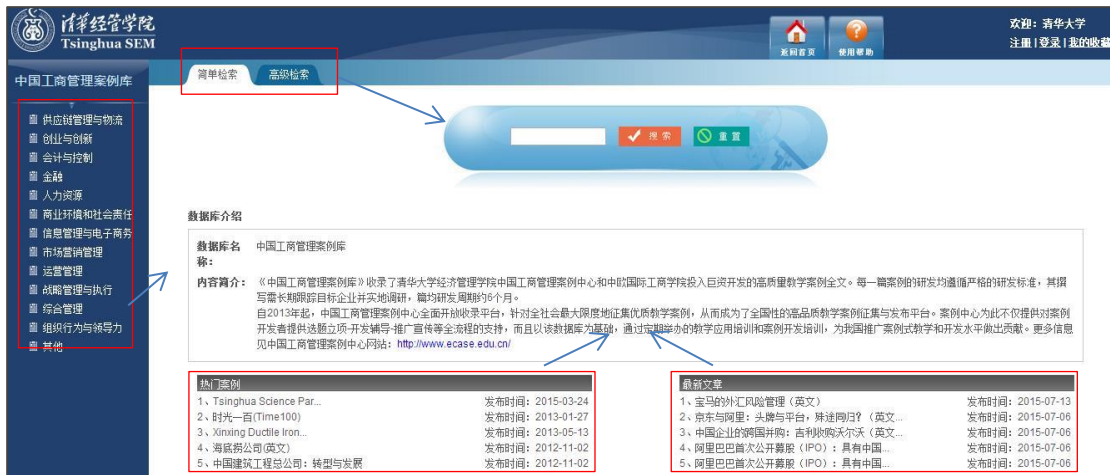 清华经管学院
Tsinghua SEM
返回首页
使用帮助
欢迎：清华大学
注册|登录|我的收藏
中国工商管理案例库
简单检索
高级检索
供应链管理与物流
创业与创新
会计与控制
金融
人力资源
商业环境和社会责任
信息管理与电子商务
市场营销管理
运营管理
战略管理与执行
综合管理
组织行为与领导力
其他
搜索
重置
数据库介绍
数据库名称： 中国工商管理案例库
内容简介： 《中国工商管理案例库》收录了清华大学经济管理学院中国工商管理案例中心和中欧国际工商学院投入巨资开发的高质量教学案例全文。每一篇案例的研发均遵循严格的研发标准，其撰
写需长期跟踪目标企业并实地调研，篇均研发周期约6个月。
自2013年起，中国工商管理案例中心全面开放收录平台，针对全社会最大限度地征集优质教学案例，从而成为了全国性的高品质教学案例征集与发布平台。案例中心为此不仅提供对案例
开发者提供选题立项-开发辅导-推广宣传等全流程的支持，而且以该数据库为基础，通过定期举办的教学应用培训和案例开发培训，为我国推广案例式教学和开发水平做出贡献。更多信息
见中国工商管理案例中心网站：http://www.ecase.edu.cn/
热门案例
1、Tsinghua Science Par... 发布时间：2015-03-24
2、时光一百(Time100) 发布时间：2013-01-27
3、Xinxing Ductile Iron... 发布时间：2013-05-13
4、海底捞公司(英文) 发布时间：2012-11-02
5、中国建筑工程总公司：转型与发展 发布时间：2012-11-02
最新文章
1、宝马的外汇风险管理（英文） 发布时间：2015-07-13
2、京东与阿里：头牌与平台，殊途同归？（英文... 发布时间：2015-07-06
3、中国企业的跨国并购：吉利收购沃尔沃（英文... 发布时间：2015-07-06
4、阿里巴巴首次公开募股（IPO）：具有中国... 发布时间：2015-07-06
5、阿里巴巴首次公开募股（IPO）：具有中国... 发布时间：2015-07-06